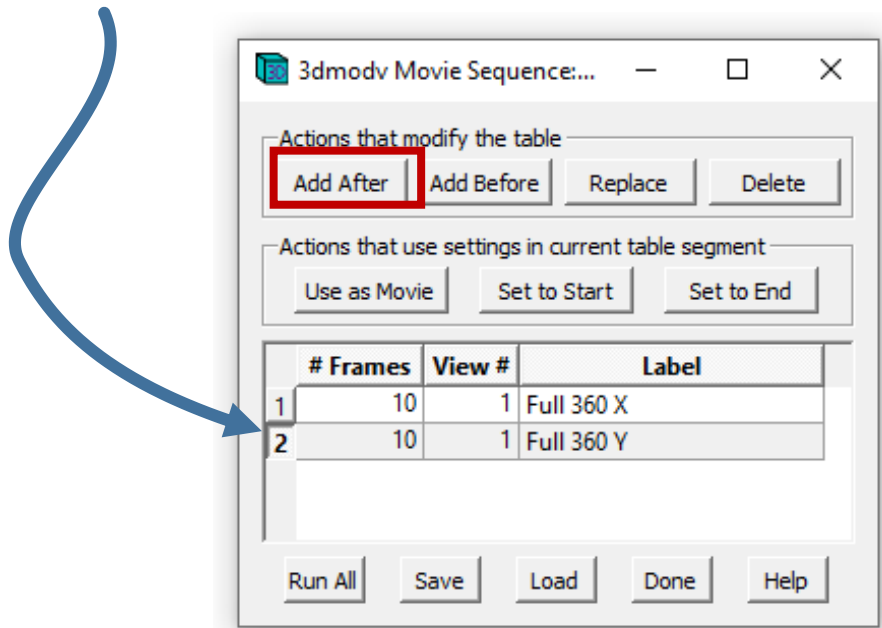 3D 3dmodv Movie Sequence:...
Actions that modify the table
Add After Add Before Replace Delete
Actions that use settings in current table segment
Use as Movie Set to Start Set to End
# Frames View # Label
1 10 1 Full 360 X
2 10 1 Full 360 Y
Run All Save Load Done Help